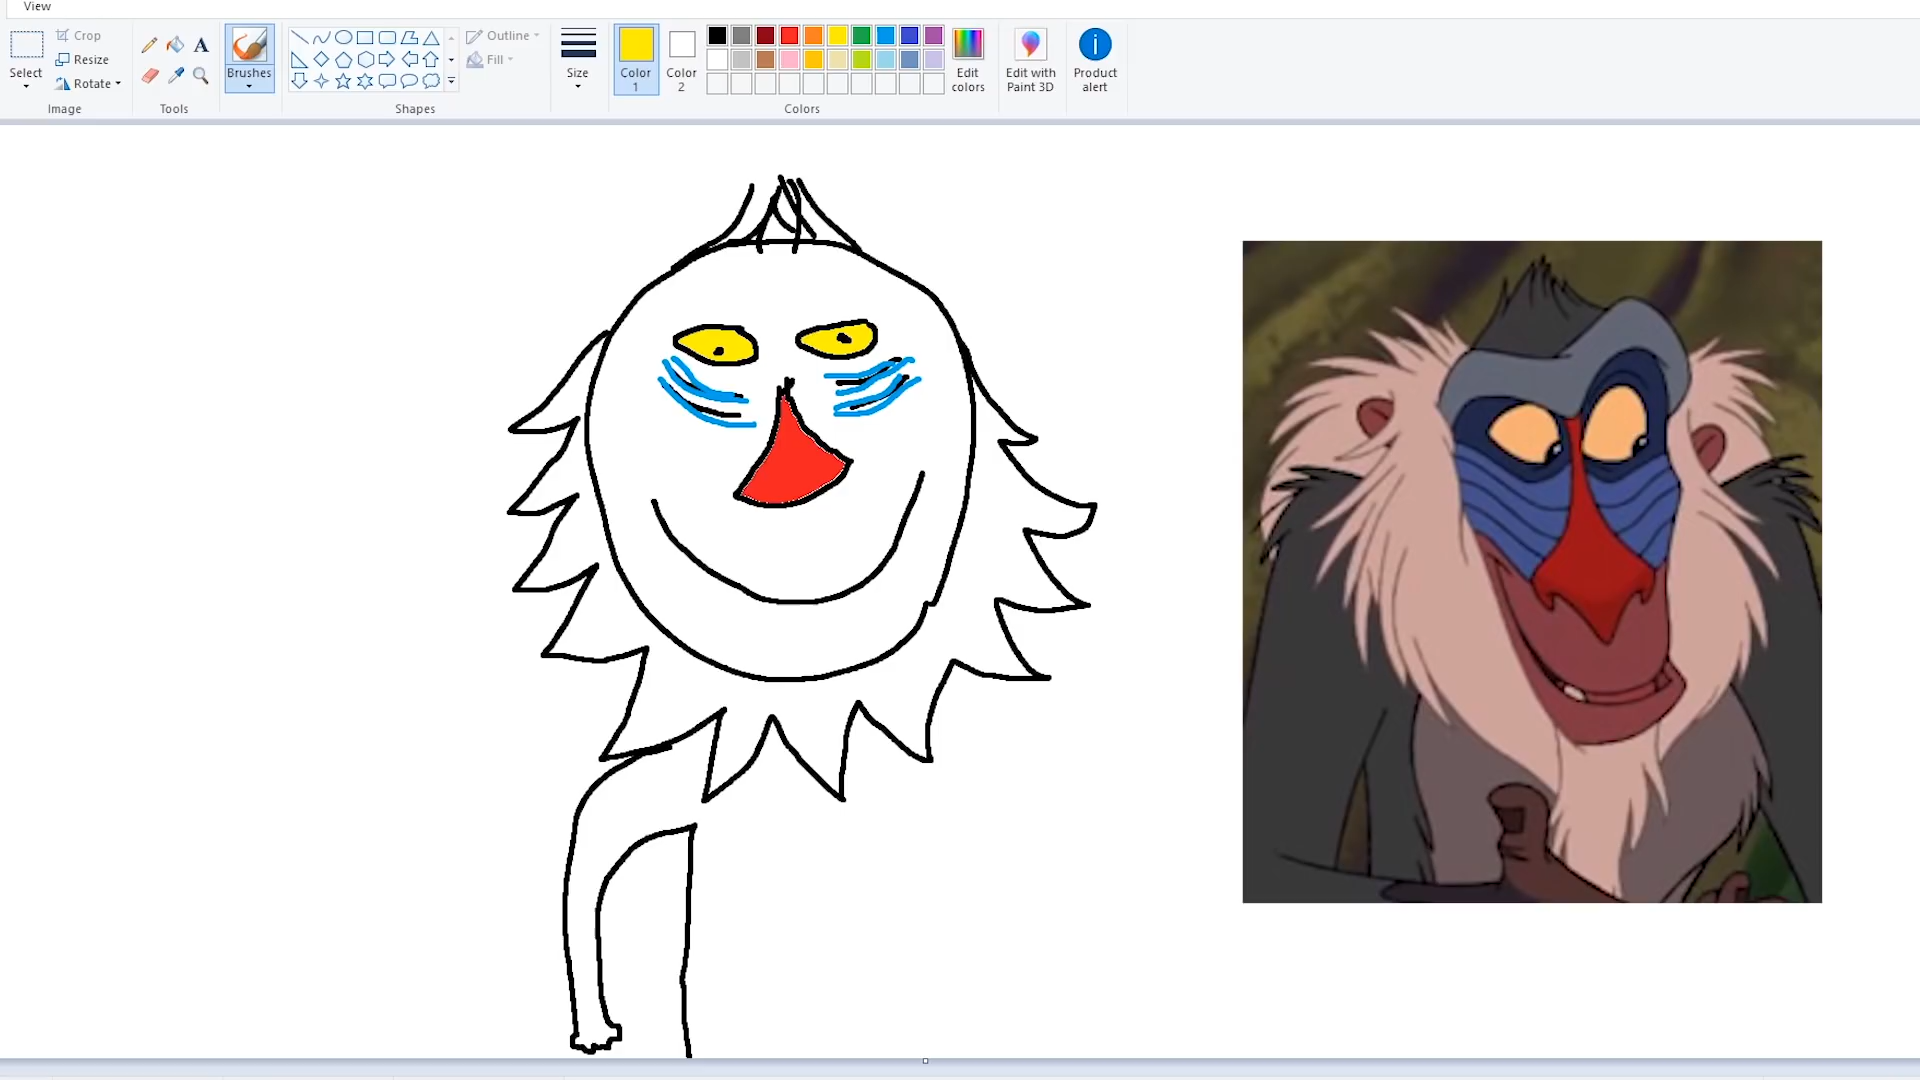 View
Crop
Resize
Rotate
Select
Image
A
Tools
Brushes
Shapes
Outline
Fill
Size
Color
1
Color
2
Edit
colors
Colors
Edit with
Paint 3D
Product
alert